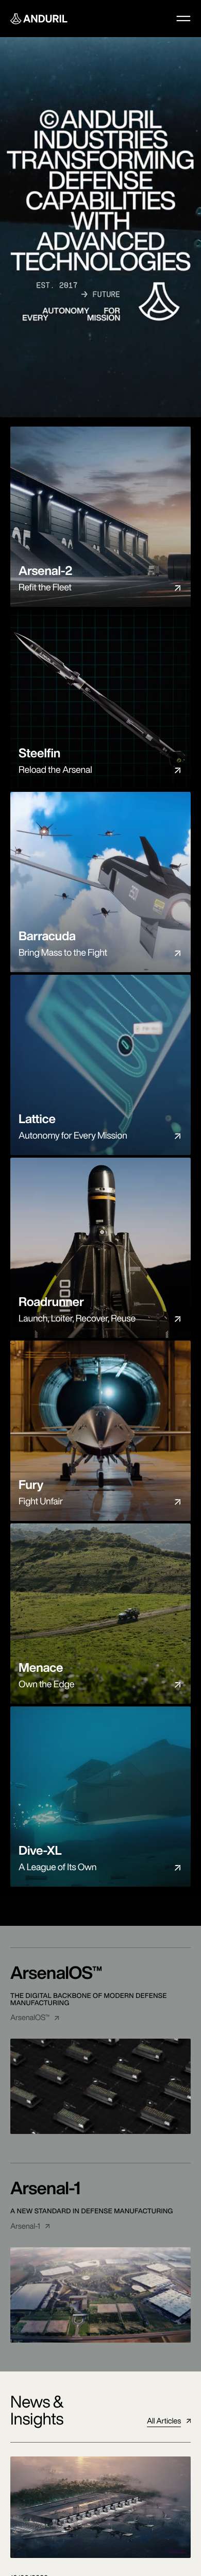 ANDURIL
© ANDURIL
INDUSTRIES
TRANSFORMING
DEFENSE
CAPABILITIES
WITH
ADVANCED
TECHNOLOGIES
EST. 2017
→ FUTURE
AUTONOMY FOR
EVERY MISSION
Arsenal-2
Refit the Fleet
Steelfin
Reload the Arsenal
Barracuda
Bring Mass to the Fight
Lattice
Autonomy for Every Mission
Roadrunner
Launch, Loiter, Recover, Reuse
Fury
Fight Unfair
Menace
Own the Edge
Dive-XL
A League of Its Own
ArsenalOS™
THE DIGITAL BACKBONE OF MODERN DEFENSE
MANUFACTURING
ArsenalOS™
Arsenal-1
A NEW STANDARD IN DEFENSE MANUFACTURING
Arsenal-1
News &
Insights
All Articles